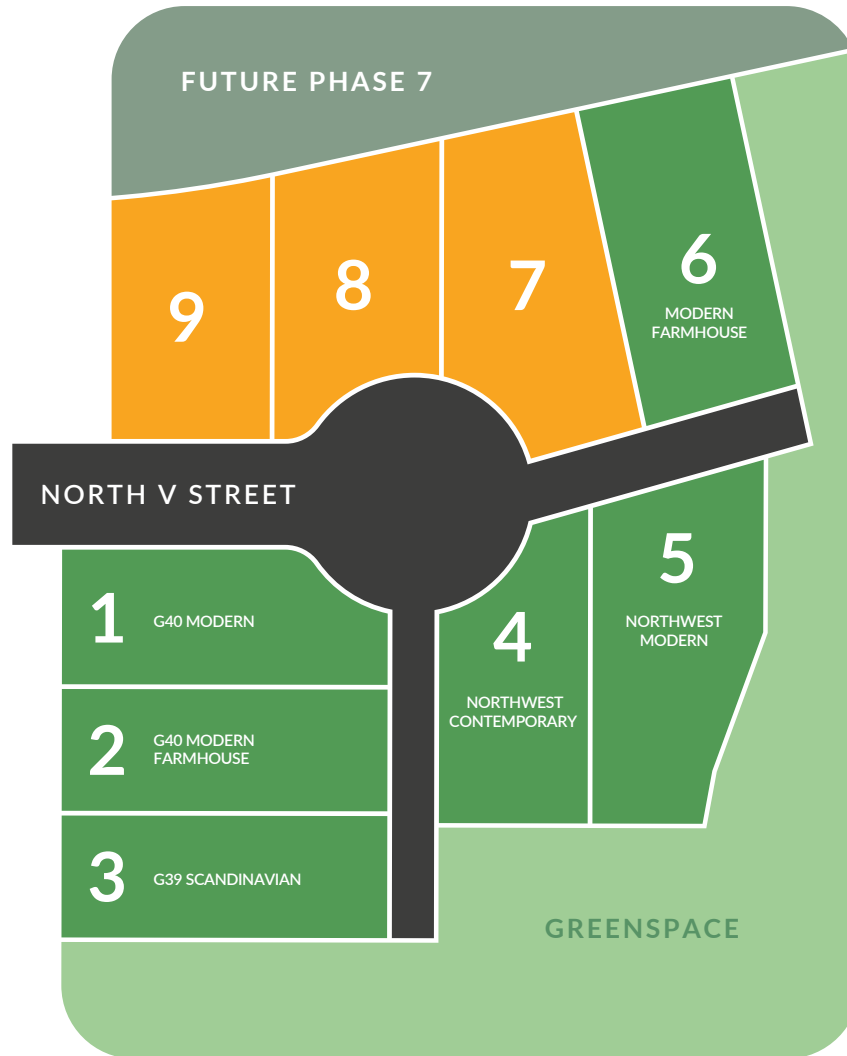 FUTURE PHASE 7
9
8
7
6
MODERN
FARMHOUSE
NORTH V STREET
1
G40 MODERN
2
G40 MODERN
FARMHOUSE
3
G39 SCANDINAVIAN
4
NORTHWEST
CONTEMPORARY
5
NORTHWEST
MODERN
GREENSPACE